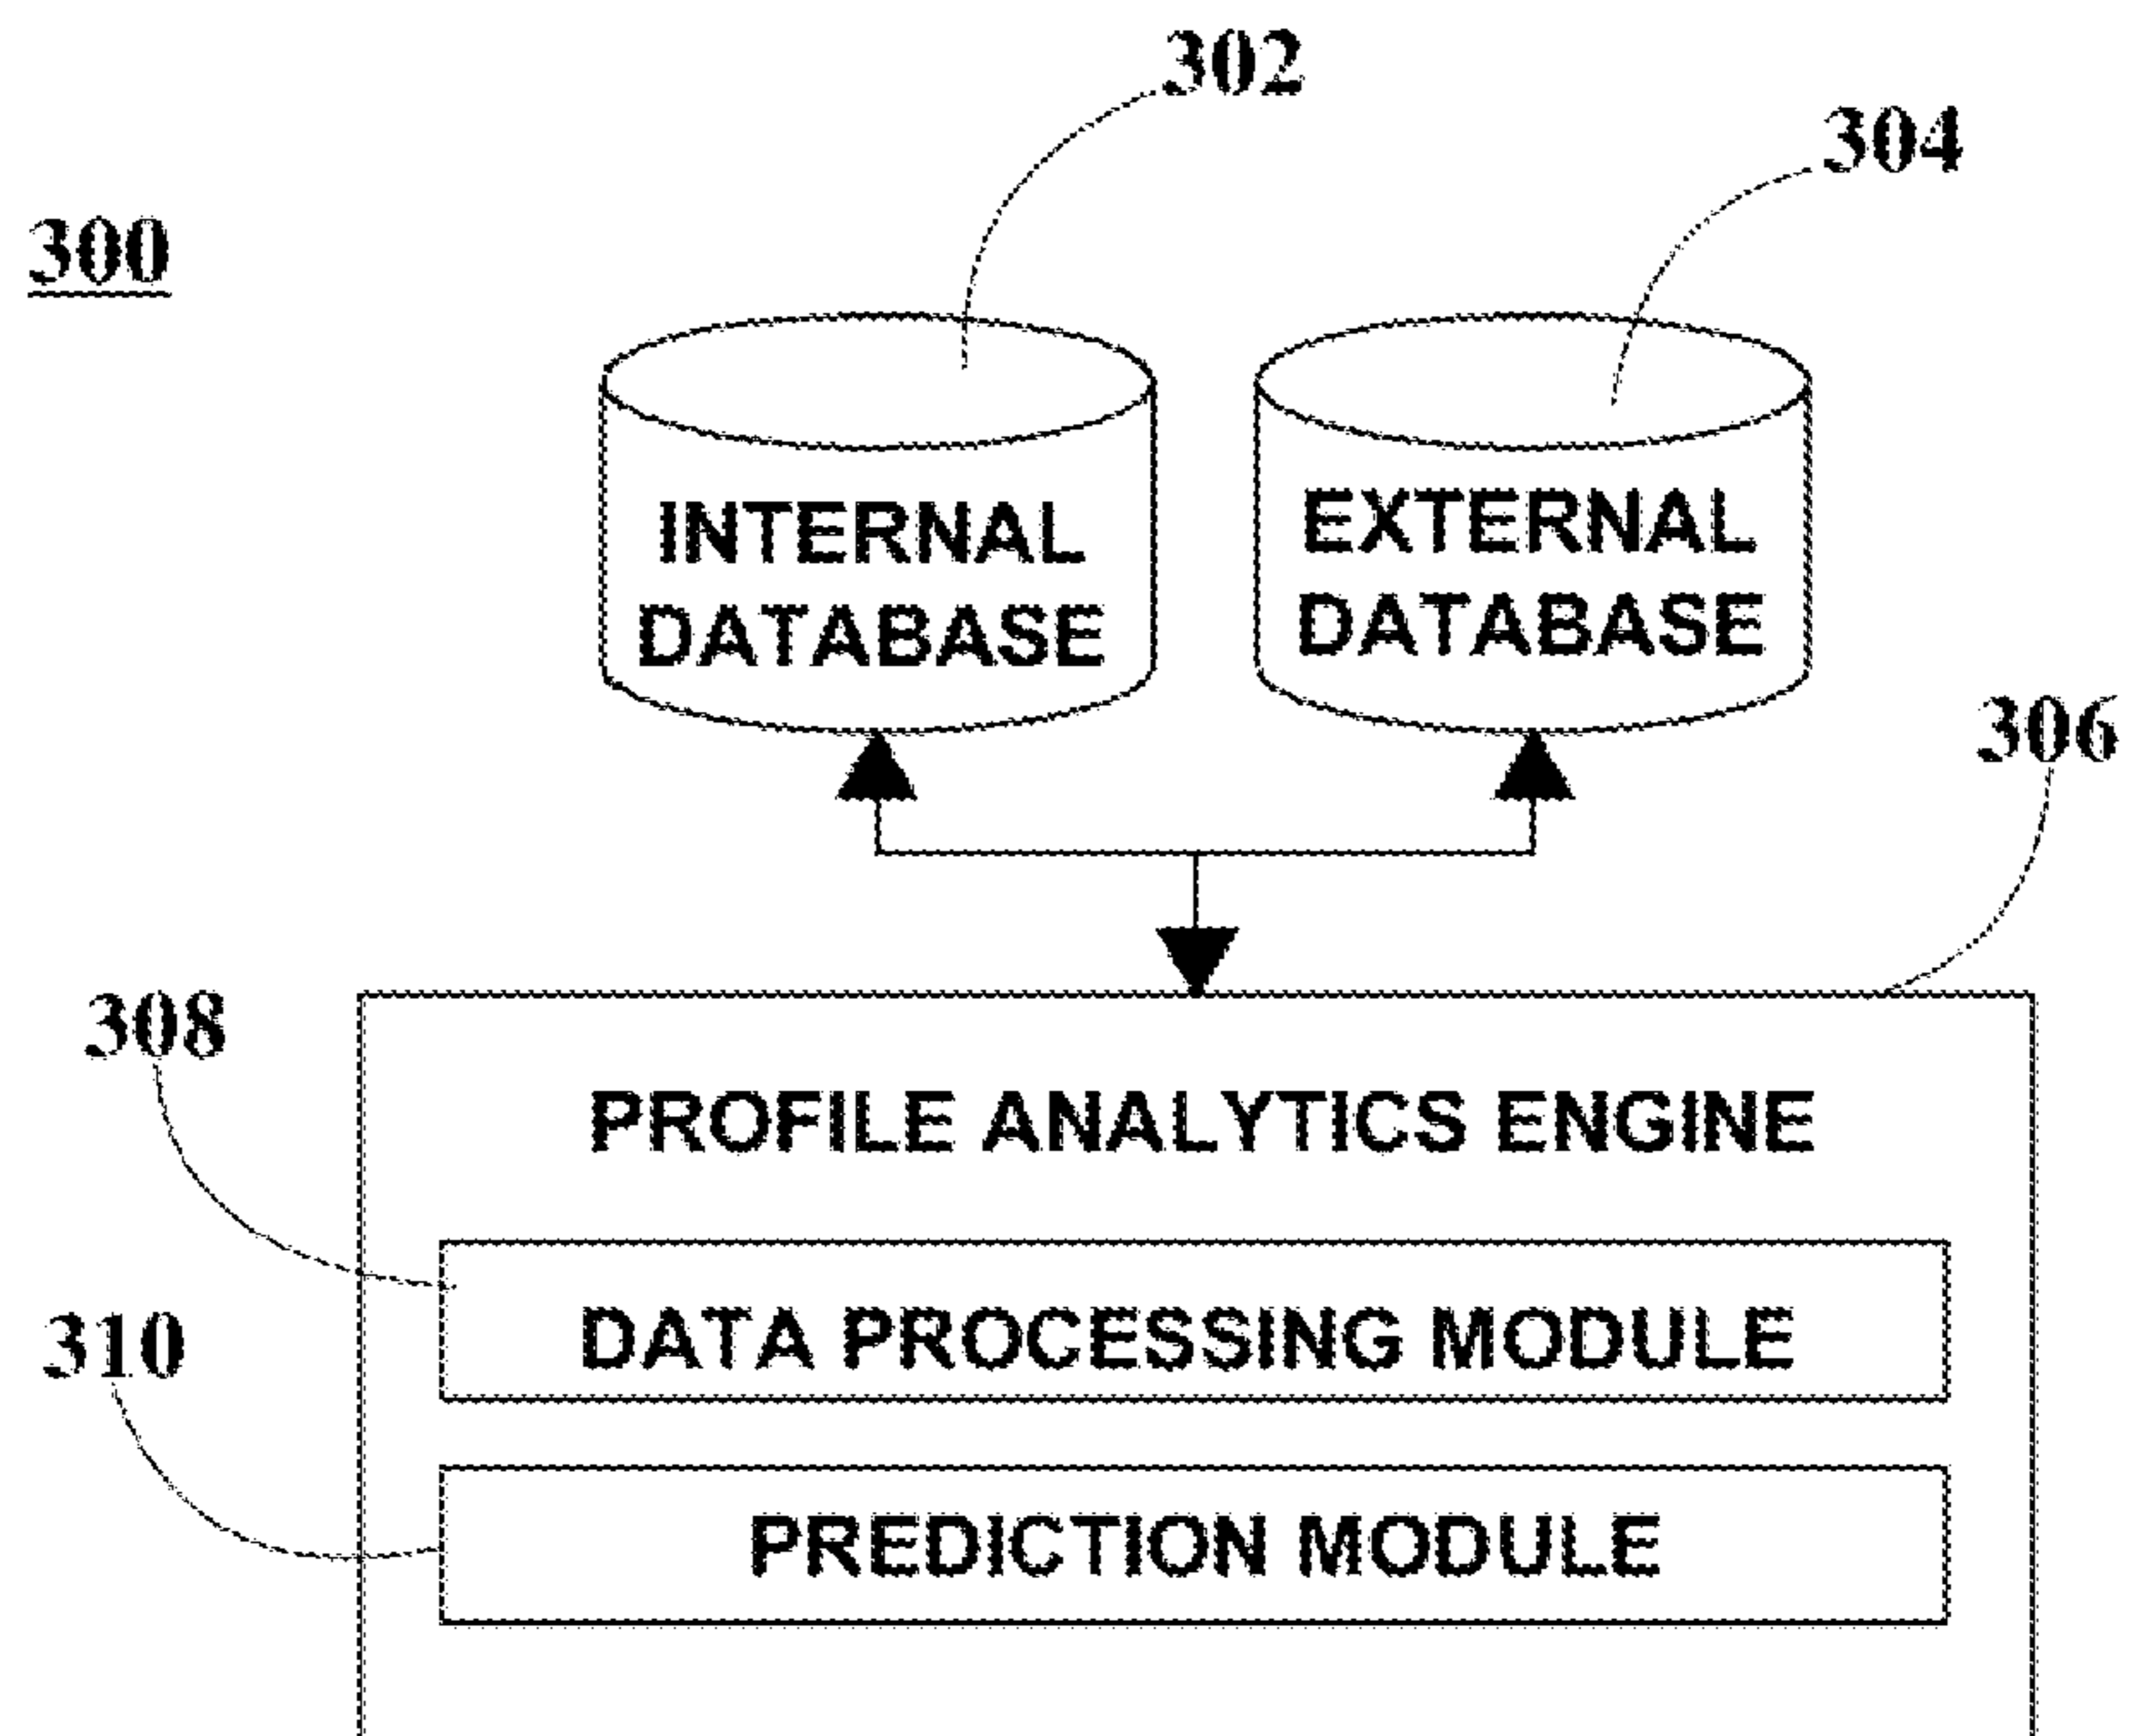 302
304
300
INTERNAL
DATABASE
EXTERNAL
DATABASE
306
308
PROFILE ANALYTICS ENGINE
DATA PROCESSING MODULE
310
PREDICTION MODULE